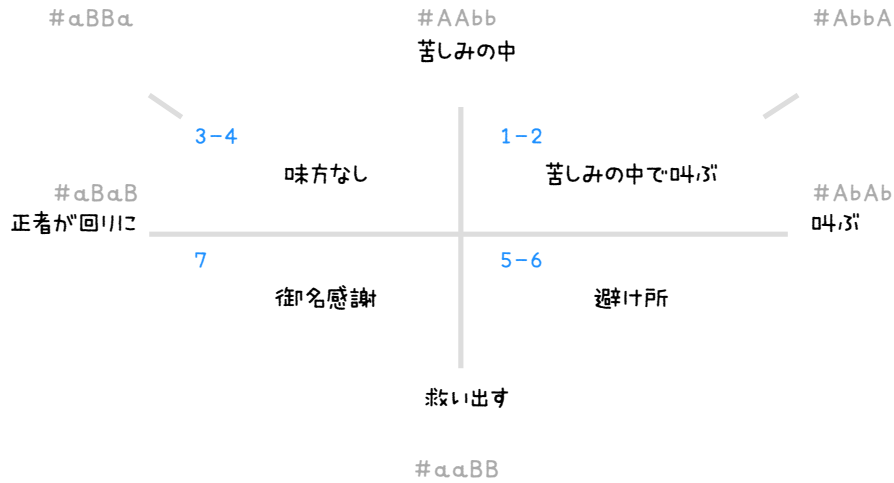 #aBBa
#AAbb
#AbbA
苦しみの中
3-4
1-2
味方なし
苦しみの中で叫ぶ
#aBaB
#AbAb
正者が回りに
叫ぶ
7
5-6
御名感謝
避け所
救い出す
#aaBB